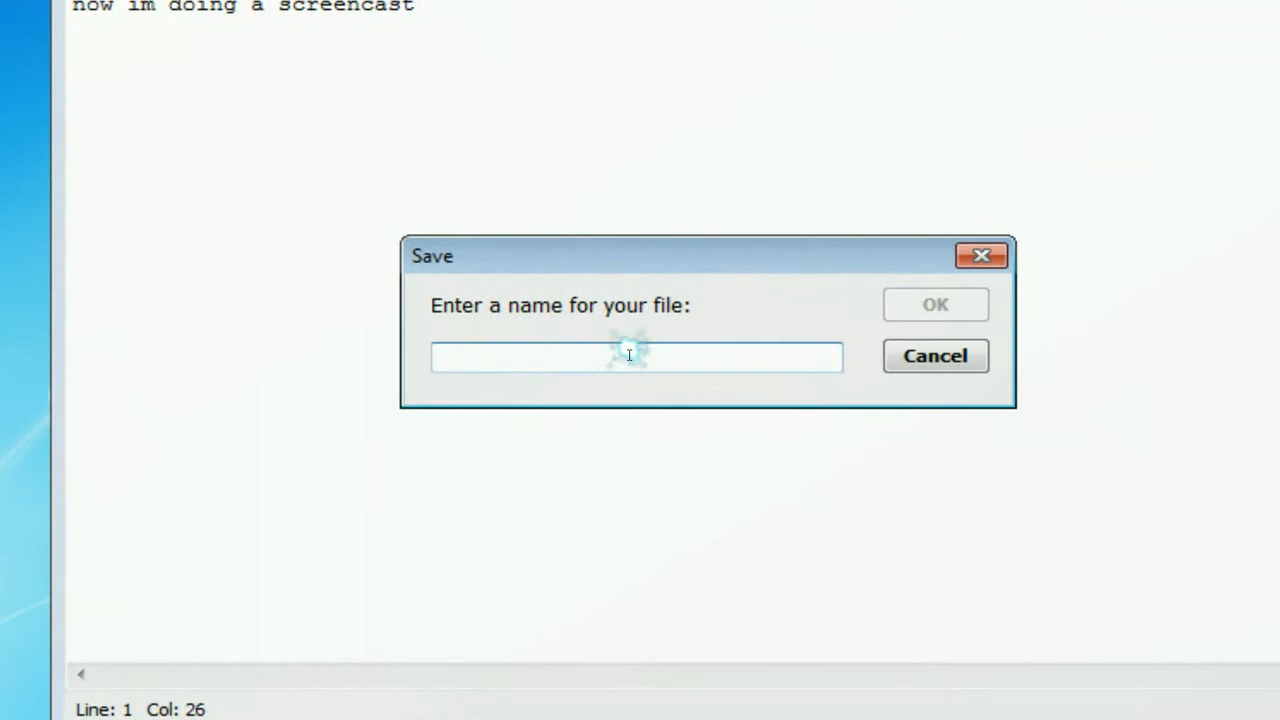 now im doing a screencast
Save
Enter a name for your file:
OK
Cancel
Line: 1 Col: 26